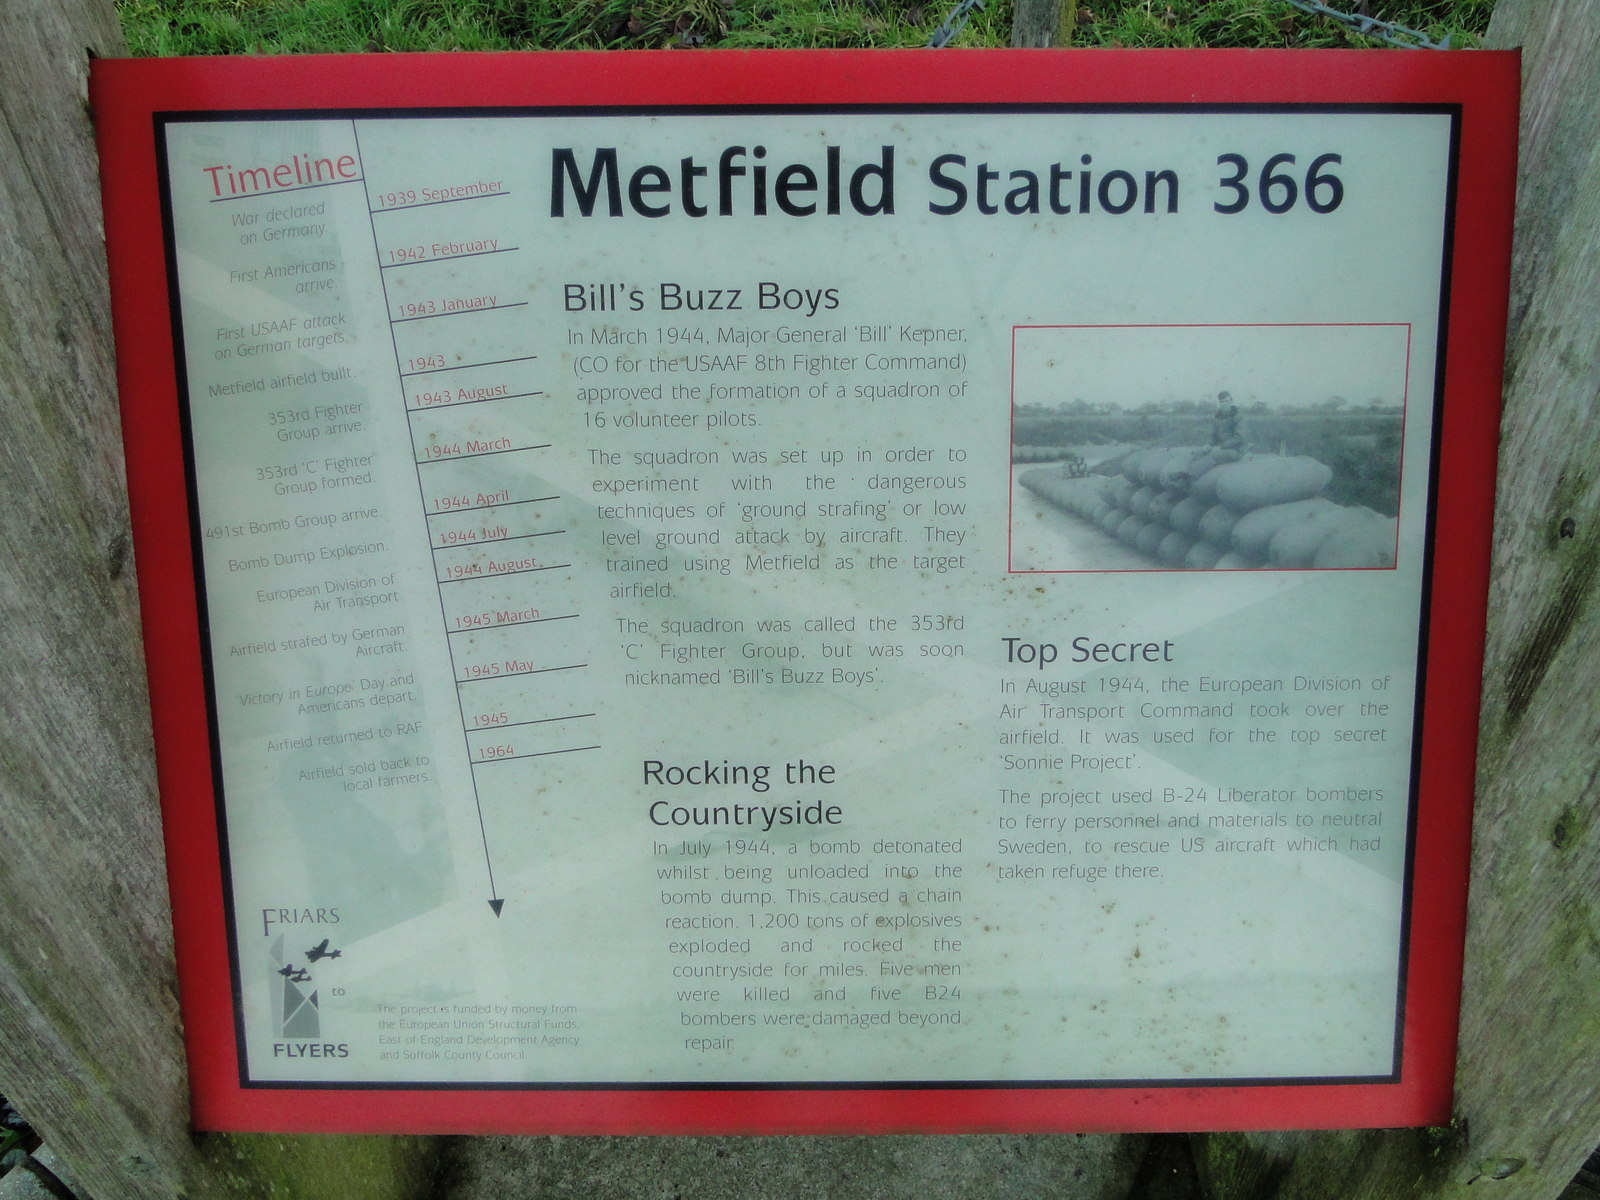 Metfield Station 366
Timeline
War declared
on Germany
1939 September
First Americans
arrive
1942 February
First USAAF attack
on German targets.
1943 January
Metfield airfield built.
1943
353rd Fighter
Group arrive.
1943 August
353rd 'C' Fighter
Group formed.
1944 March
491st Bomb Group arrive.
1944 April
Bomb Dump Explosion.
1944 July
European Division of
Air Transport
1944 August.
Airfield strafed by German
Aircraft.
1945 March
'Victory in Europe' Day and
Americans depart.
1945 May
Airfield returned to RAF
1945
Airfield sold back to
local farmers.
1964
Bill's Buzz Boys
In March 1944, Major General 'Bill' Kepner,
(CO for the USAAF 8th Fighter Command)
approved the formation of a squadron of
16 volunteer pilots.
The squadron was set up in order to
experiment with the dangerous
techniques of 'ground strafing' or low
level ground attack by aircraft. They
trained using Metfield as the target
airfield.
The squadron was called the 353rd
'C' Fighter Group, but was soon
nicknamed 'Bill's Buzz Boys'.
Rocking the
Countryside
In July 1944, a bomb detonated
whilst being unloaded into the
bomb dump. This caused a chain
reaction. 1,200 tons of explosives
exploded and rocked the
countryside for miles. Five men
were killed and five B24
bombers were damaged beyond
repair.
Top Secret
In August 1944, the European Division of
Air Transport Command took over the
airfield. It was used for the top secret
'Sonnie Project'.
The project used B-24 Liberator bombers
to ferry personnel and materials to neutral
Sweden, to rescue US aircraft which had
taken refuge there.
FRIARS
to
FLYERS
The project is funded by money from
the European Union Structural Funds,
East of England Development Agency
and Suffolk County Council